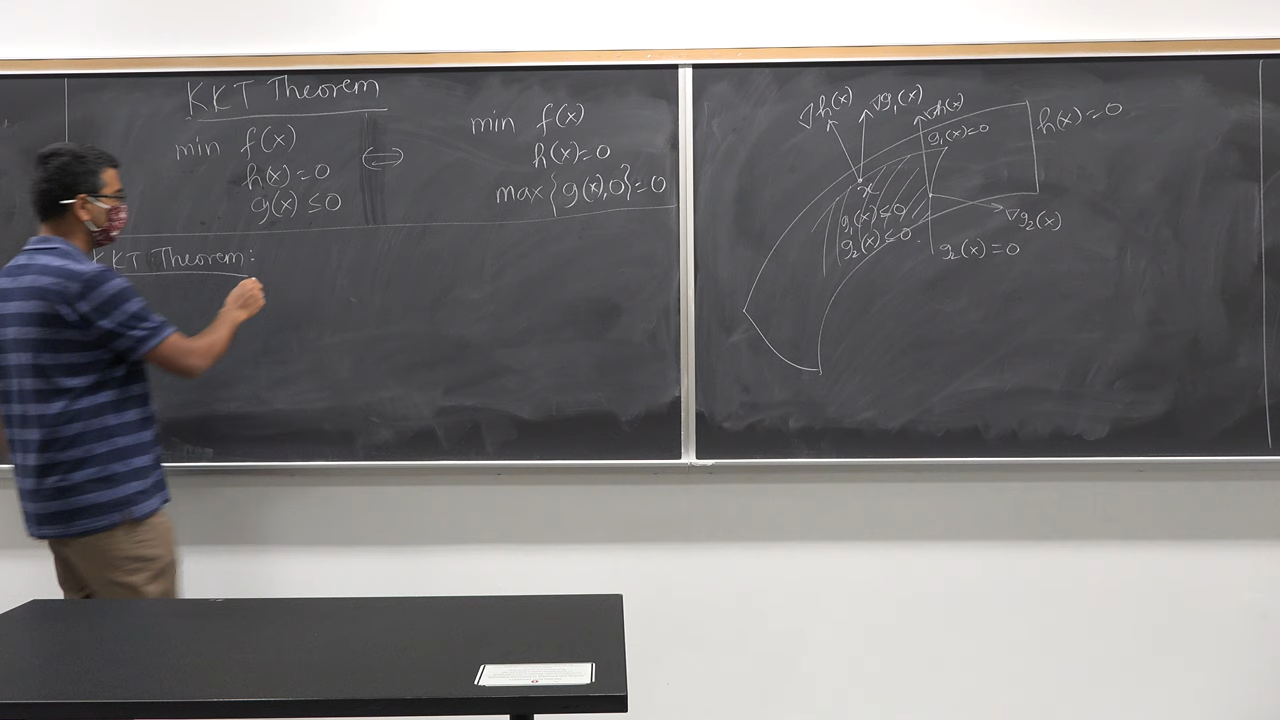 KKT Theorem
min f(x)
h(x)=0
g(x) ≤0
⇔
min f(x)
h(x)=0
max{g(x),0}=0
KKT Theorem:
∇h(x)
∇g₁(x)
∇h(x)
g₁(x)=0
h(x)=0
x
g₁(x)≤0
g₂(x)≤0
∇g₂(x)
g₂(x)=0